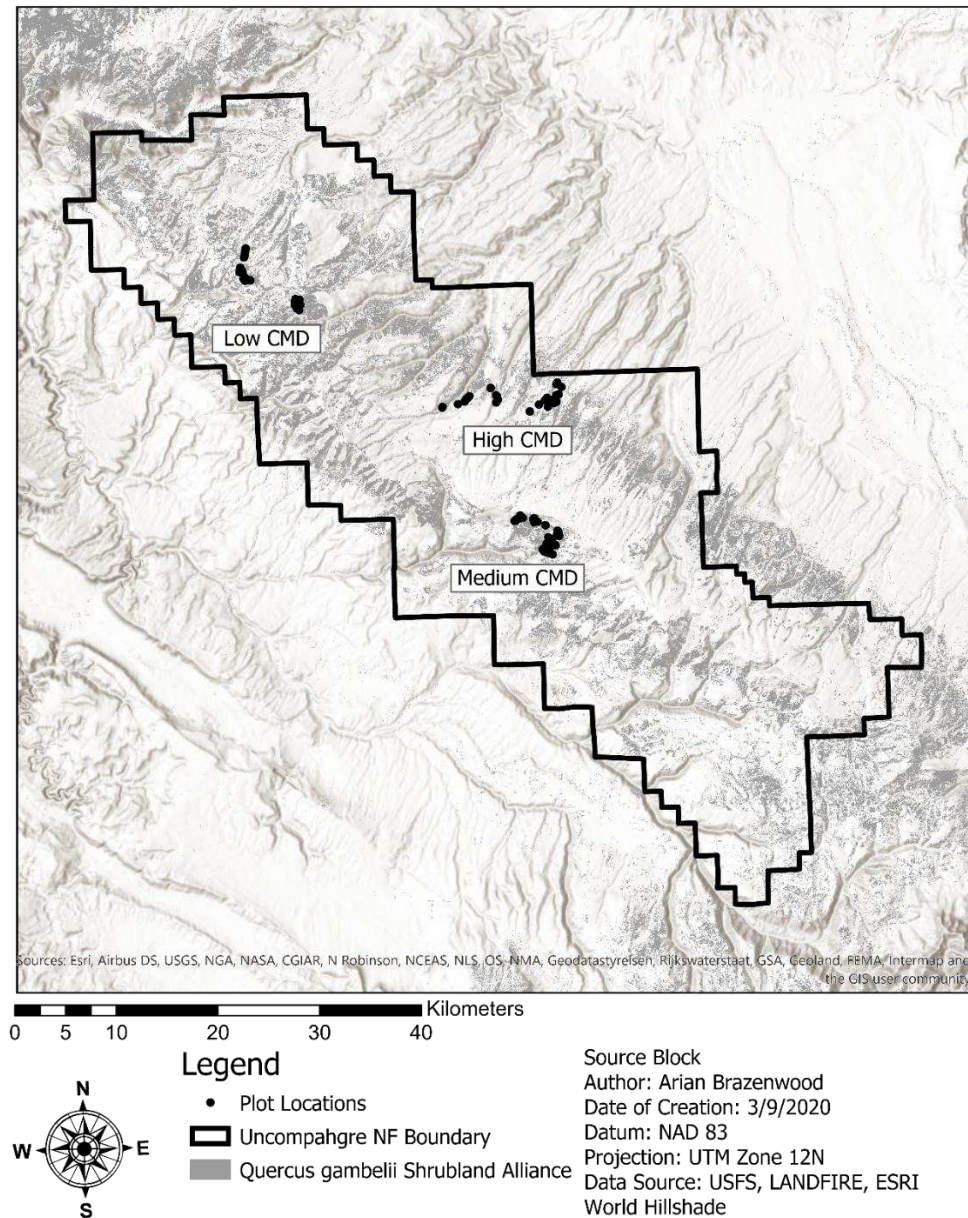 Low CMD
High CMD
Medium CMD
Sources: Esri, Airbus DS, USGS, NGA, NASA, CGIAR, N Robinson, NCEAS, NLS, OS, NMA, Geodatastyrelsen, Rijkswaterstaat, GSA, Geoland, FEMA, Intermap and
the GIS user community
Kilometers
0 5 10 20 30 40
Legend
Plot Locations
Uncompahgre NF Boundary
Quercus gambelii Shrubland Alliance
N
W E
S
Source Block
Author: Arian Brazenwood
Date of Creation: 3/9/2020
Datum: NAD 83
Projection: UTM Zone 12N
Data Source: USFS, LANDFIRE, ESRI
World Hillshade